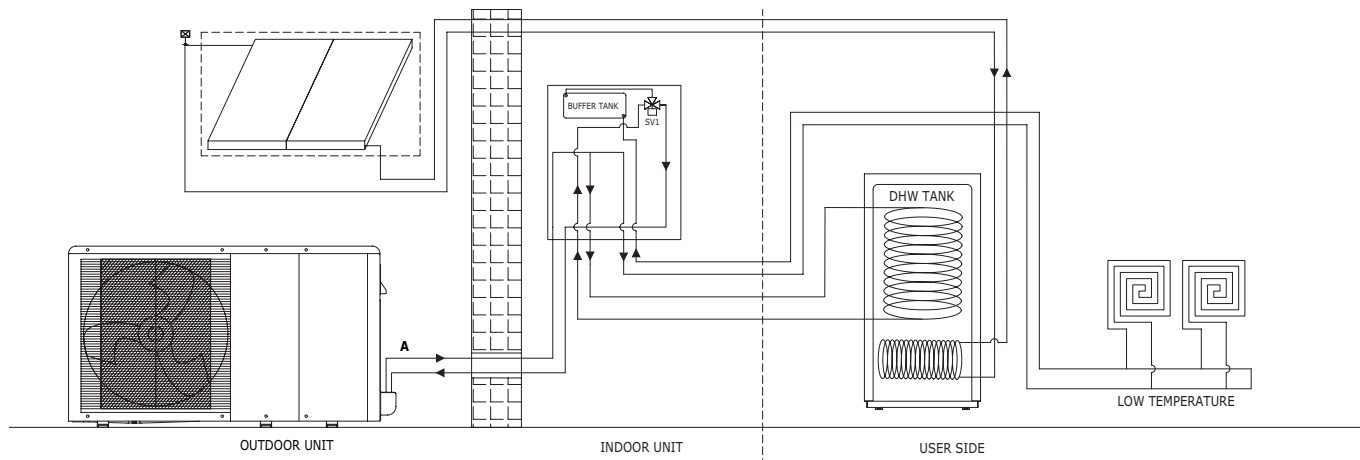 BUFFER TANK
SV1
DHW TANK
A
LOW TEMPERATURE
OUTDOOR UNIT
INDOOR UNIT
USER SIDE